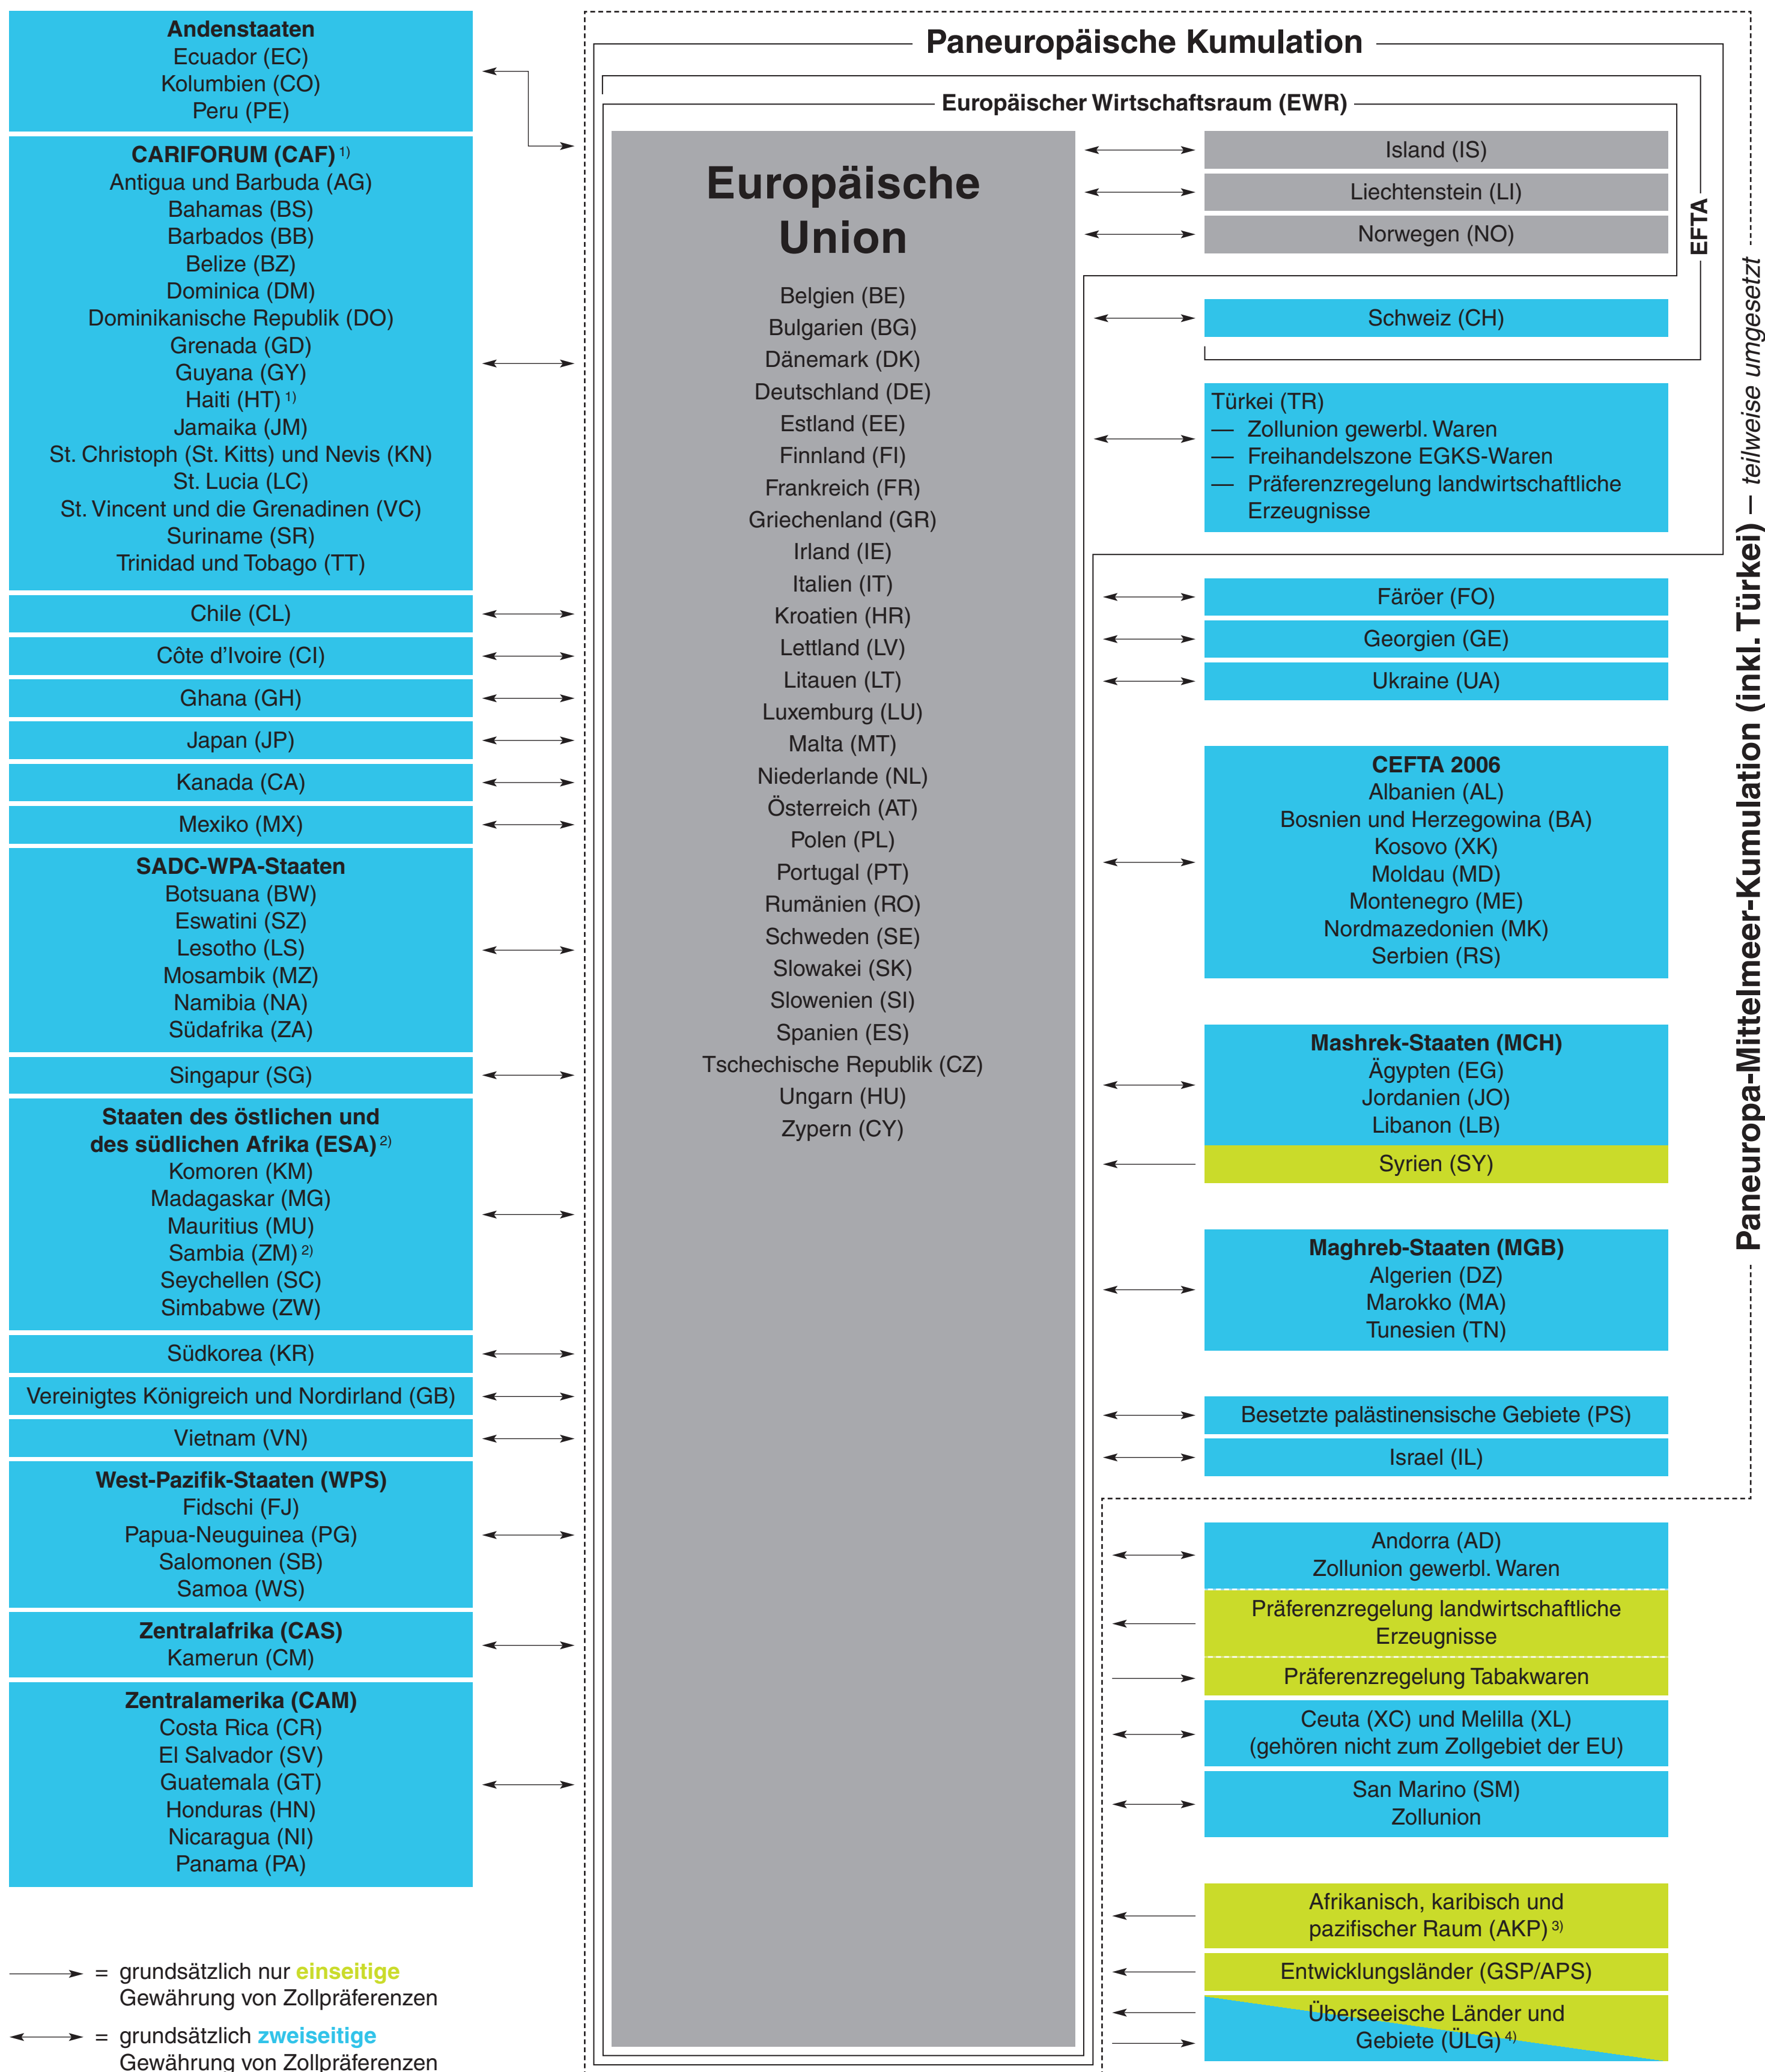 Andenstaaten
Ecuador (EC)
Kolumbien (CO)
Peru (PE)
CARIFORUM (CAF) 1)
Antigua und Barbuda (AG)
Bahamas (BS)
Barbados (BB)
Belize (BZ)
Dominica (DM)
Dominikanische Republik (DO)
Grenada (GD)
Guyana (GY)
Haiti (HT) 1)
Jamaika (JM)
St. Christoph (St. Kitts) und Nevis (KN)
St. Lucia (LC)
St. Vincent und die Grenadinen (VC)
Suriname (SR)
Trinidad und Tobago (TT)
Chile (CL)
Côte d'Ivoire (CI)
Ghana (GH)
Japan (JP)
Kanada (CA)
Mexiko (MX)
SADC-WPA-Staaten
Botsuana (BW)
Eswatini (SZ)
Lesotho (LS)
Mosambik (MZ)
Namibia (NA)
Südafrika (ZA)
Singapur (SG)
Staaten des östlichen und
des südlichen Afrika (ESA) 2)
Komoren (KM)
Madagaskar (MG)
Mauritius (MU)
Sambia (ZM) 2)
Seychellen (SC)
Simbabwe (ZW)
Südkorea (KR)
Vereinigtes Königreich und Nordirland (GB)
Vietnam (VN)
West-Pazifik-Staaten (WPS)
Fidschi (FJ)
Papua-Neuguinea (PG)
Salomonen (SB)
Samoa (WS)
Zentralafrika (CAS)
Kamerun (CM)
Zentralamerika (CAM)
Costa Rica (CR)
El Salvador (SV)
Guatemala (GT)
Honduras (HN)
Nicaragua (NI)
Panama (PA)
= grundsätzlich nur einseitige
Gewährung von Zollpräferenzen
= grundsätzlich zweiseitige
Gewährung von Zollpräferenzen
Paneuropäische Kumulation
Europäischer Wirtschaftsraum (EWR)
Europäische
Union
Belgien (BE)
Bulgarien (BG)
Dänemark (DK)
Deutschland (DE)
Estland (EE)
Finnland (FI)
Frankreich (FR)
Griechenland (GR)
Irland (IE)
Italien (IT)
Kroatien (HR)
Lettland (LV)
Litauen (LT)
Luxemburg (LU)
Malta (MT)
Niederlande (NL)
Österreich (AT)
Polen (PL)
Portugal (PT)
Rumänien (RO)
Schweden (SE)
Slowakei (SK)
Slowenien (SI)
Spanien (ES)
Tschechische Republik (CZ)
Ungarn (HU)
Zypern (CY)
Island (IS)
Liechtenstein (LI)
Norwegen (NO)
EFTA
Schweiz (CH)
Türkei (TR)
— Zollunion gewerbl. Waren
— Freihandelszone EGKS-Waren
— Präferenzregelung landwirtschaftliche
Erzeugnisse
Färöer (FO)
Georgien (GE)
Ukraine (UA)
CEFTA 2006
Albanien (AL)
Bosnien und Herzegowina (BA)
Kosovo (XK)
Moldau (MD)
Montenegro (ME)
Nordmazedonien (MK)
Serbien (RS)
Mashrek-Staaten (MCH)
Ägypten (EG)
Jordanien (JO)
Libanon (LB)
Syrien (SY)
Maghreb-Staaten (MGB)
Algerien (DZ)
Marokko (MA)
Tunesien (TN)
Besetzte palästinensische Gebiete (PS)
Israel (IL)
Paneuropa-Mittelmeer-Kumulation (inkl. Türkei) – teilweise umgesetzt
Andorra (AD)
Zollunion gewerbl. Waren
Präferenzregelung landwirtschaftliche
Erzeugnisse
Präferenzregelung Tabakwaren
Ceuta (XC) und Melilla (XL)
(gehören nicht zum Zollgebiet der EU)
San Marino (SM)
Zollunion
Afrikanisch, karibisch und
pazifischer Raum (AKP) 3)
Entwicklungsländer (GSP/APS)
Überseeische Länder und
Gebiete (ÜLG) 4)